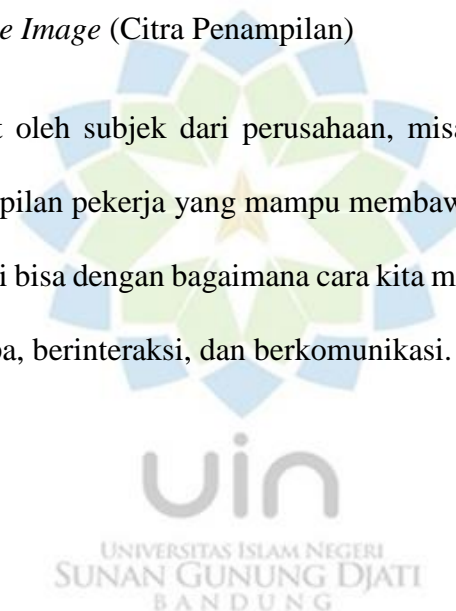 e Image (Citra Penampilan)
oleh subjek dari perusahaan, misa
pilan pekerja yang mampu membaw
i bisa dengan bagaimana cara kita m
pa, berinteraksi, dan berkomunikasi.
uin
UNIVERSITAS ISLAM NEGERI
SUNAN GUNUNG DJATI
BANDUNG